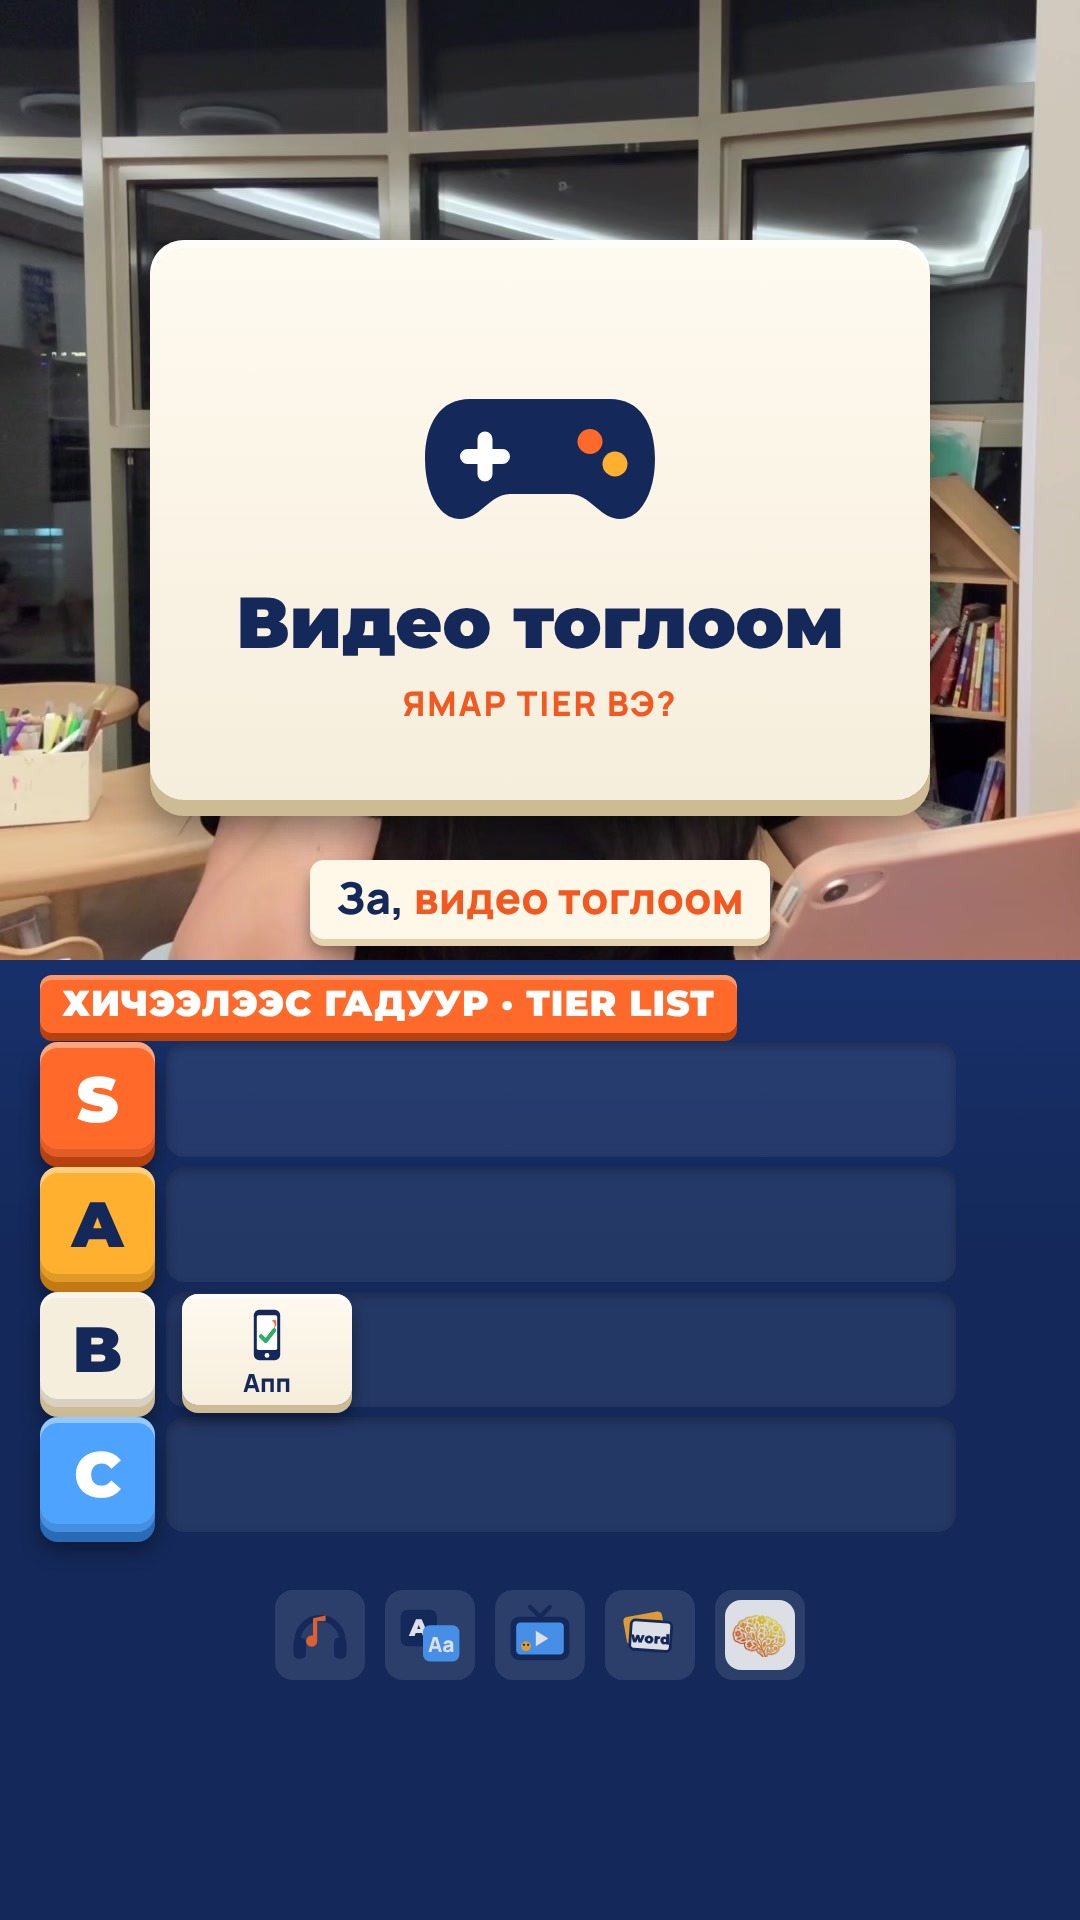 Видео тоглоом
ЯМАР TIER ВЭ?
За, видео тоглоом
ХИЧЭЭЛЭЭС ГАДУУР • TIER LIST
S
A
B
Апп
C
A
Aa
word